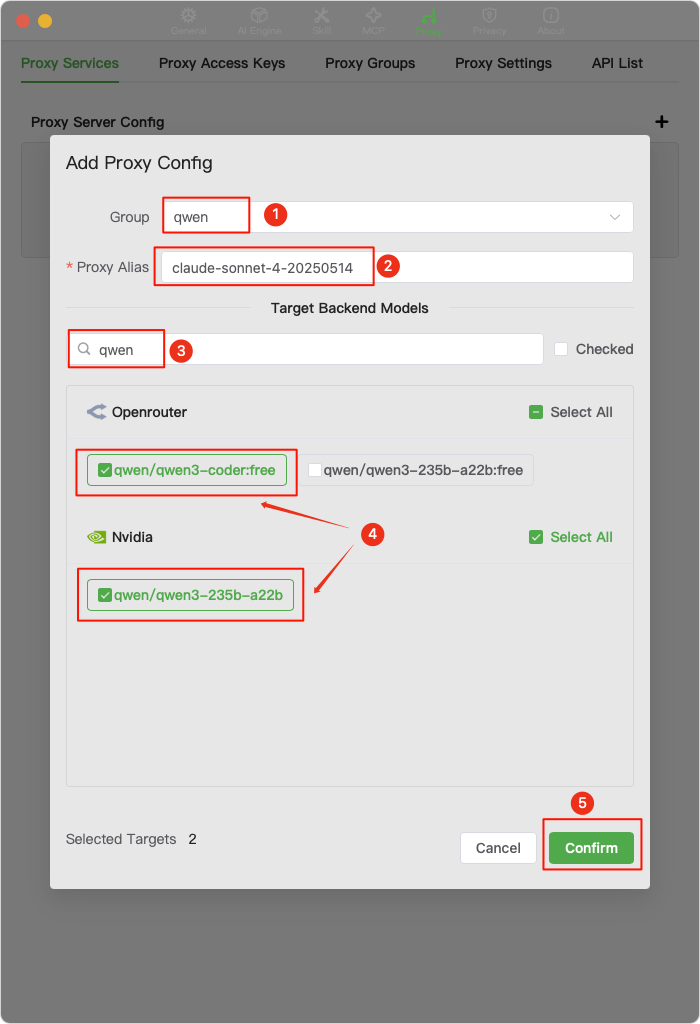 General AI Engine Skill MCP Proxy Privacy About
Proxy Services Proxy Access Keys Proxy Groups Proxy Settings API List
Proxy Server Config +
Add Proxy Config
Group qwen 1
* Proxy Alias claude-sonnet-4-20250514 2
Target Backend Models
qwen 3 Checked
Openrouter Select All
qwen/qwen3-coder:free qwen/qwen3-235b-a22b:free
4
Nvidia Select All
qwen/qwen3-235b-a22b
5
Selected Targets 2
Cancel Confirm